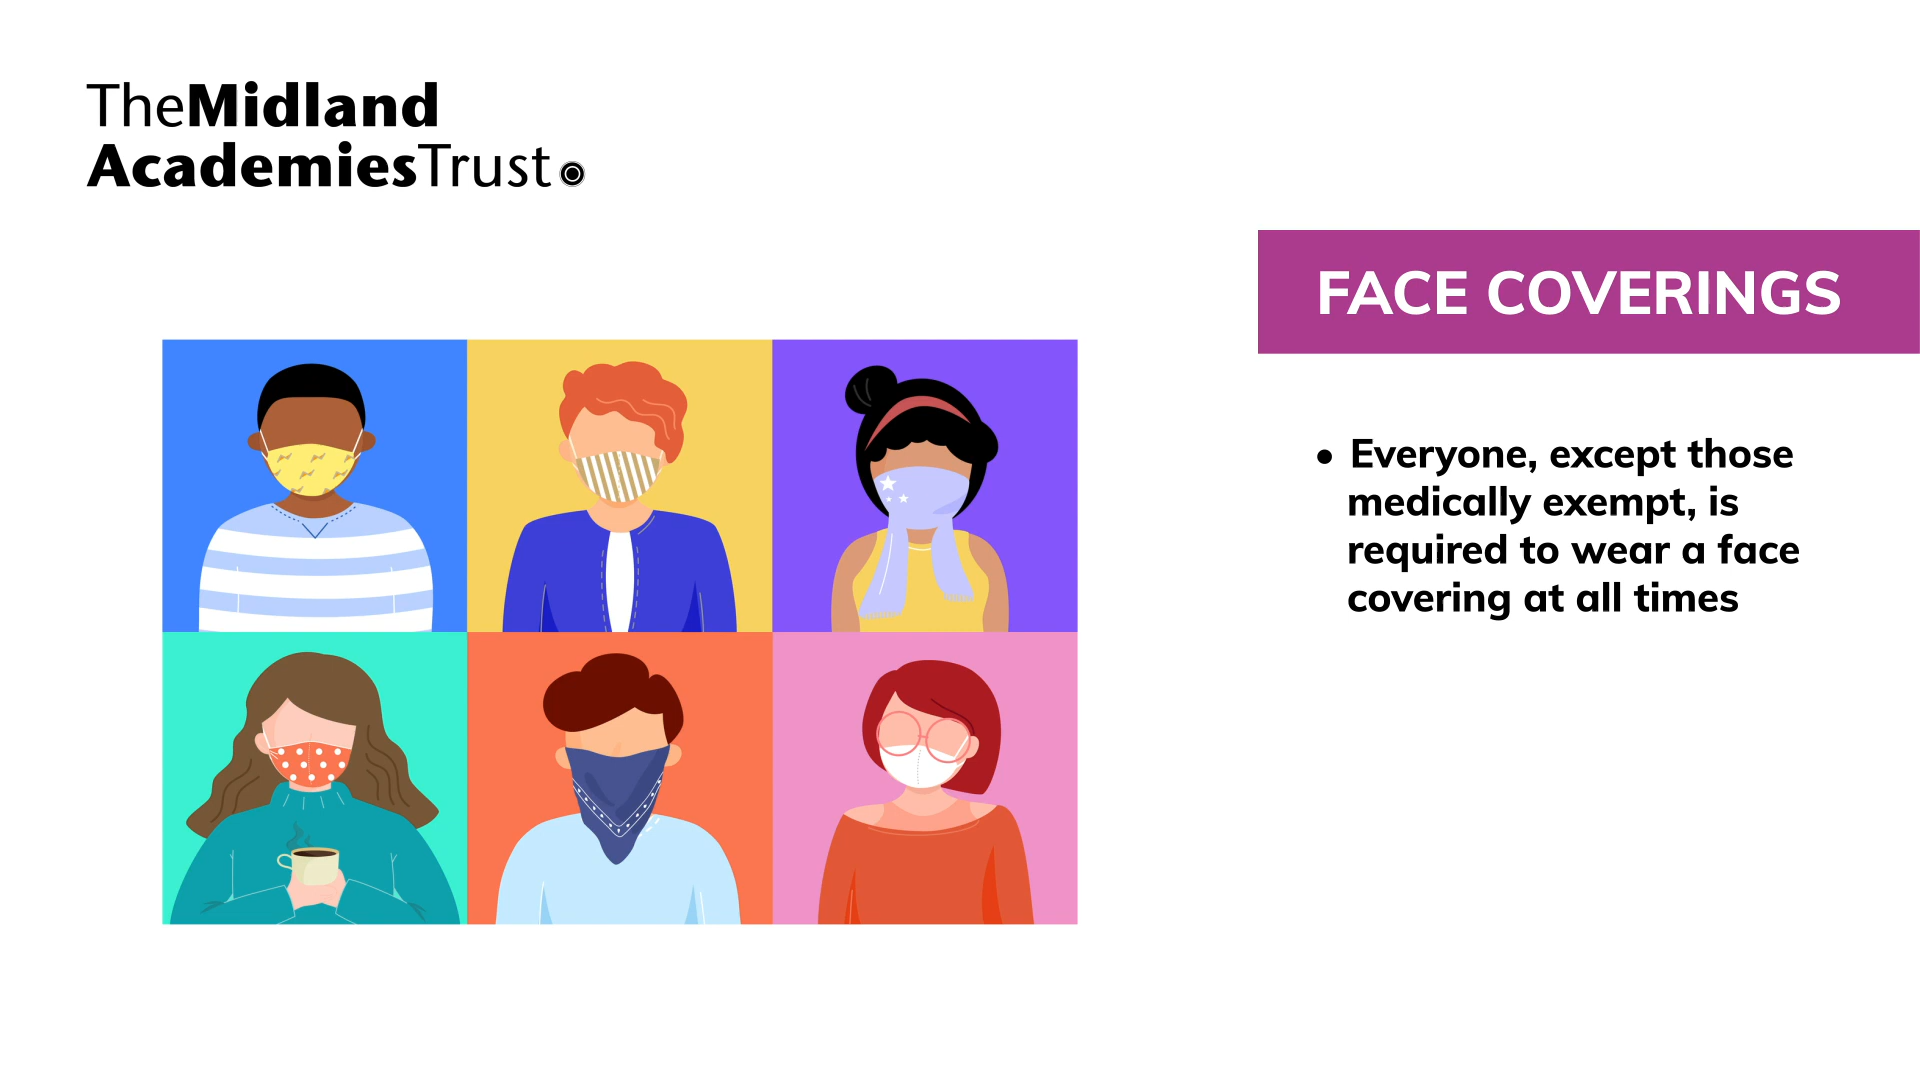 TheMidland
AcademiesTrust
FACE COVERINGS
• Everyone, except those
medically exempt, is
required to wear a face
covering at all times